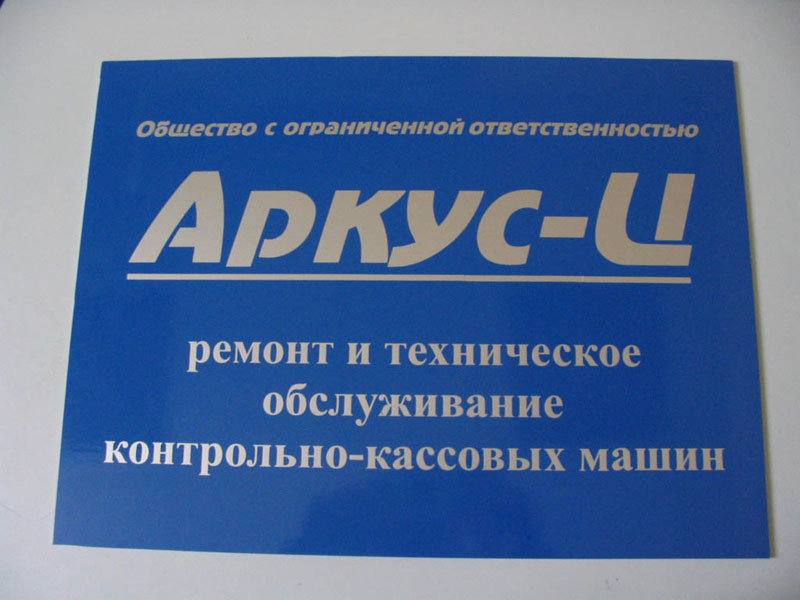 Общество с ограниченной ответственностью
Аркус-Ц
ремонт и техническое
обслуживание
контрольно-кассовых машин